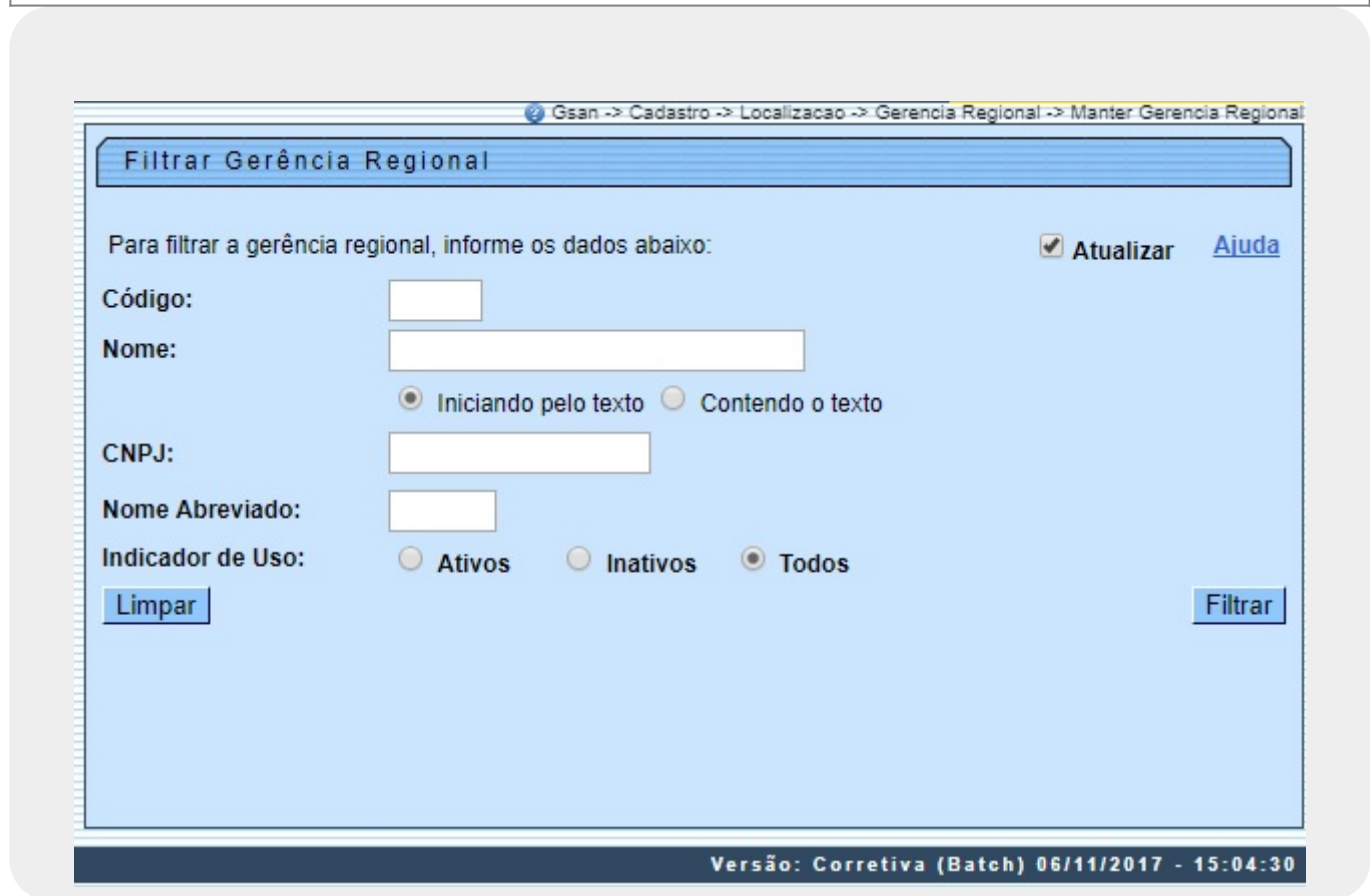 Gsan -> Cadastro -> Localizacao -> Gerencia Regional -> Manter Gerencia Regional
Filtrar Gerência Regional
Para filtrar a gerência regional, informe os dados abaixo: Atualizar Ajuda
Código:
Nome:
Iniciando pelo texto Contendo o texto
CNPJ:
Nome Abreviado:
Indicador de Uso: Ativos Inativos Todos
Limpar Filtrar
Versão: Corretiva (Batch) 06/11/2017 - 15:04:30